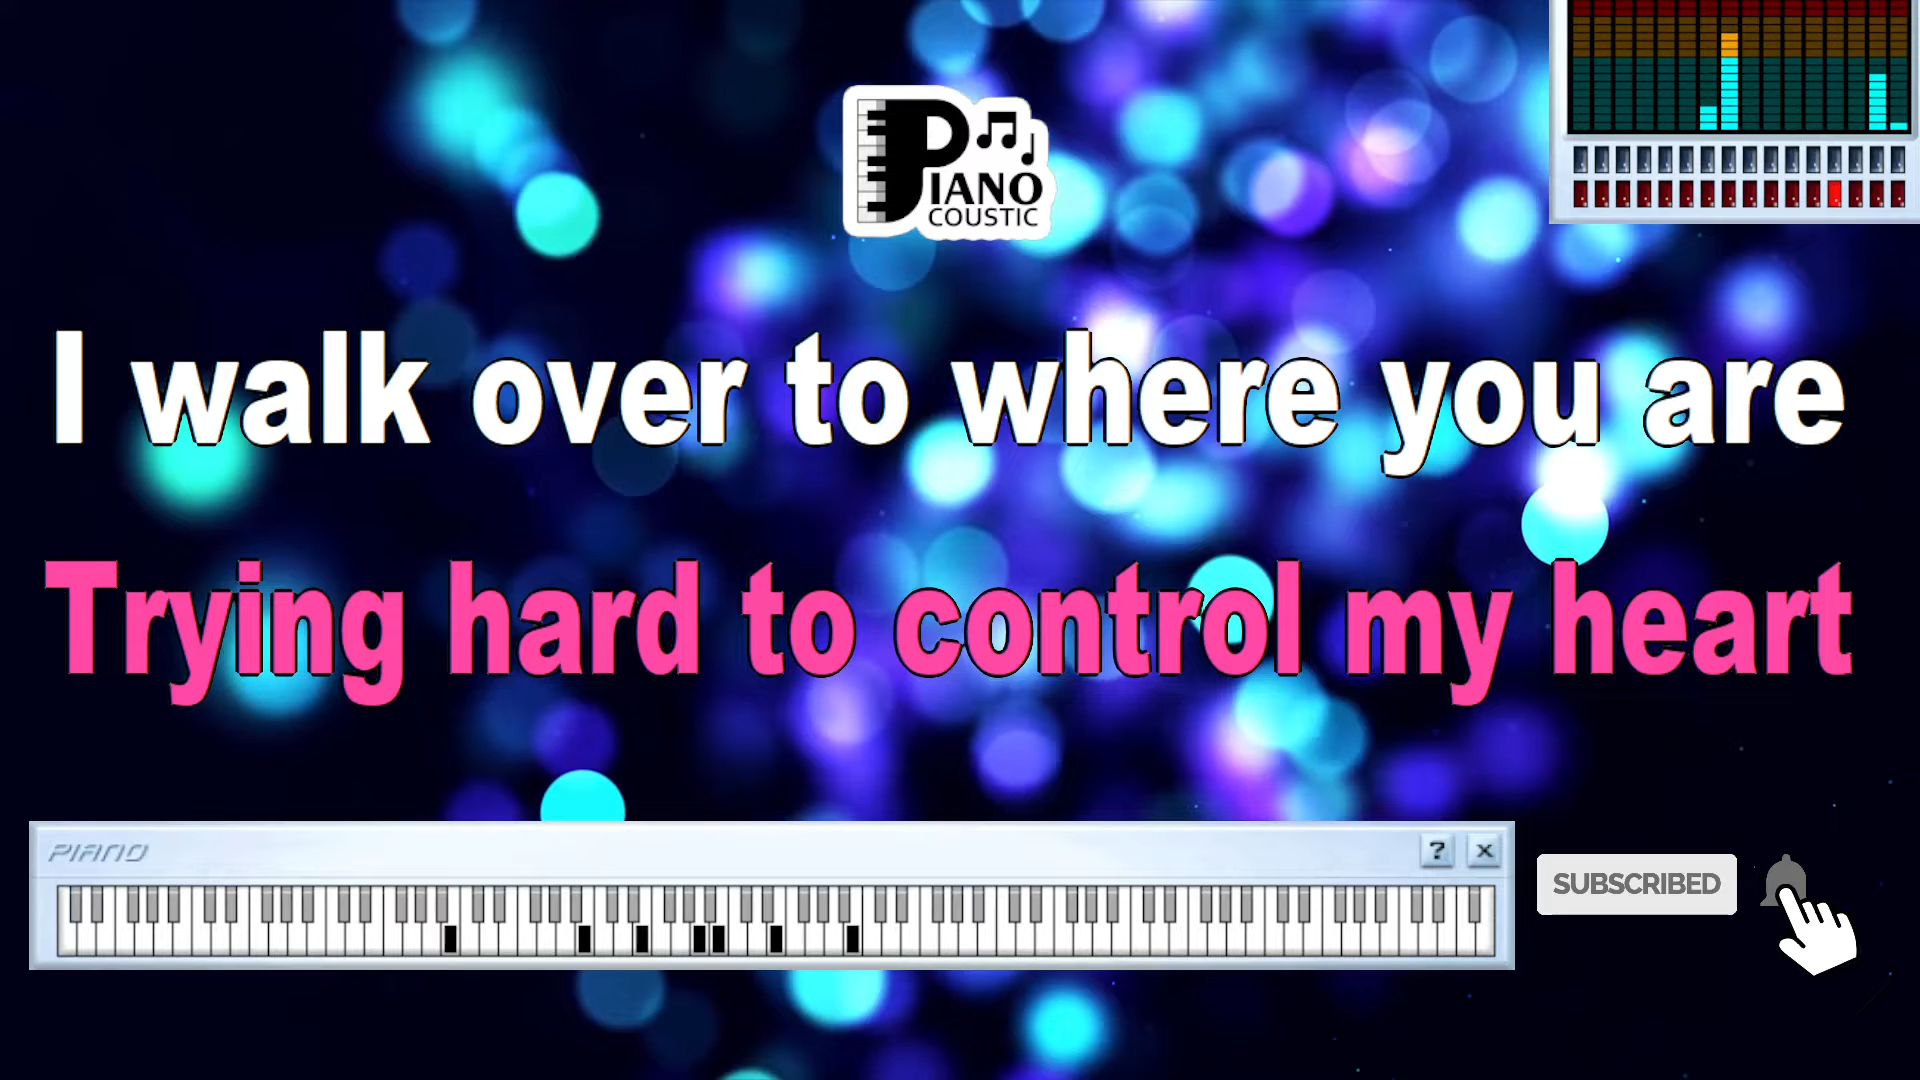 PIANO
COUSTIC
I walk over to where you are
Trying hard to control my heart
PIANO
? X
SUBSCRIBED